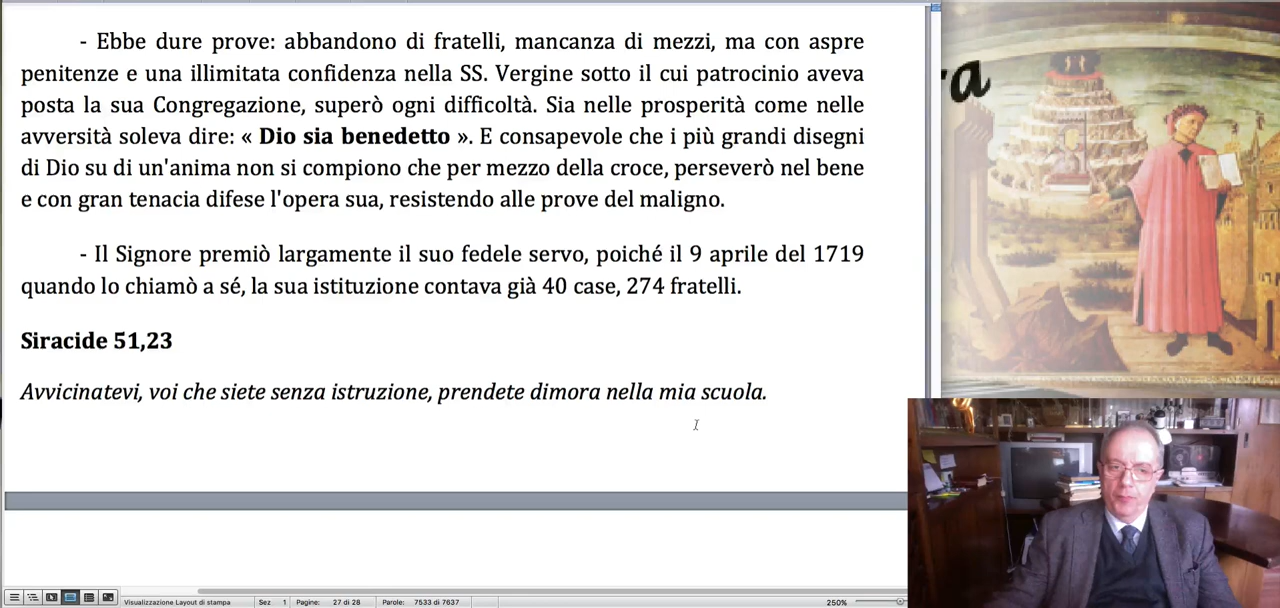 - Ebbe dure prove: abbandono di fratelli, mancanza di mezzi, ma con aspre
penitenze e una illimitata confidenza nella SS. Vergine sotto il cui patrocinio aveva
posta la sua Congregazione, superò ogni difficoltà. Sia nelle prosperità come nelle
avversità soleva dire: « Dio sia benedetto ». E consapevole che i più grandi disegni
di Dio su di un'anima non si compiono che per mezzo della croce, perseverò nel bene
e con gran tenacia difese l'opera sua, resistendo alle prove del maligno.
- Il Signore premiò largamente il suo fedele servo, poiché il 9 aprile del 1719
quando lo chiamò a sé, la sua istituzione contava già 40 case, 274 fratelli.
Siracide 51,23
Avvicinatevi, voi che siete senza istruzione, prendete dimora nella mia scuola.
Visualizzazione Layout di stampa Sez 1 Pagine: 27 di 28 Parole: 7533 di 7637 250%